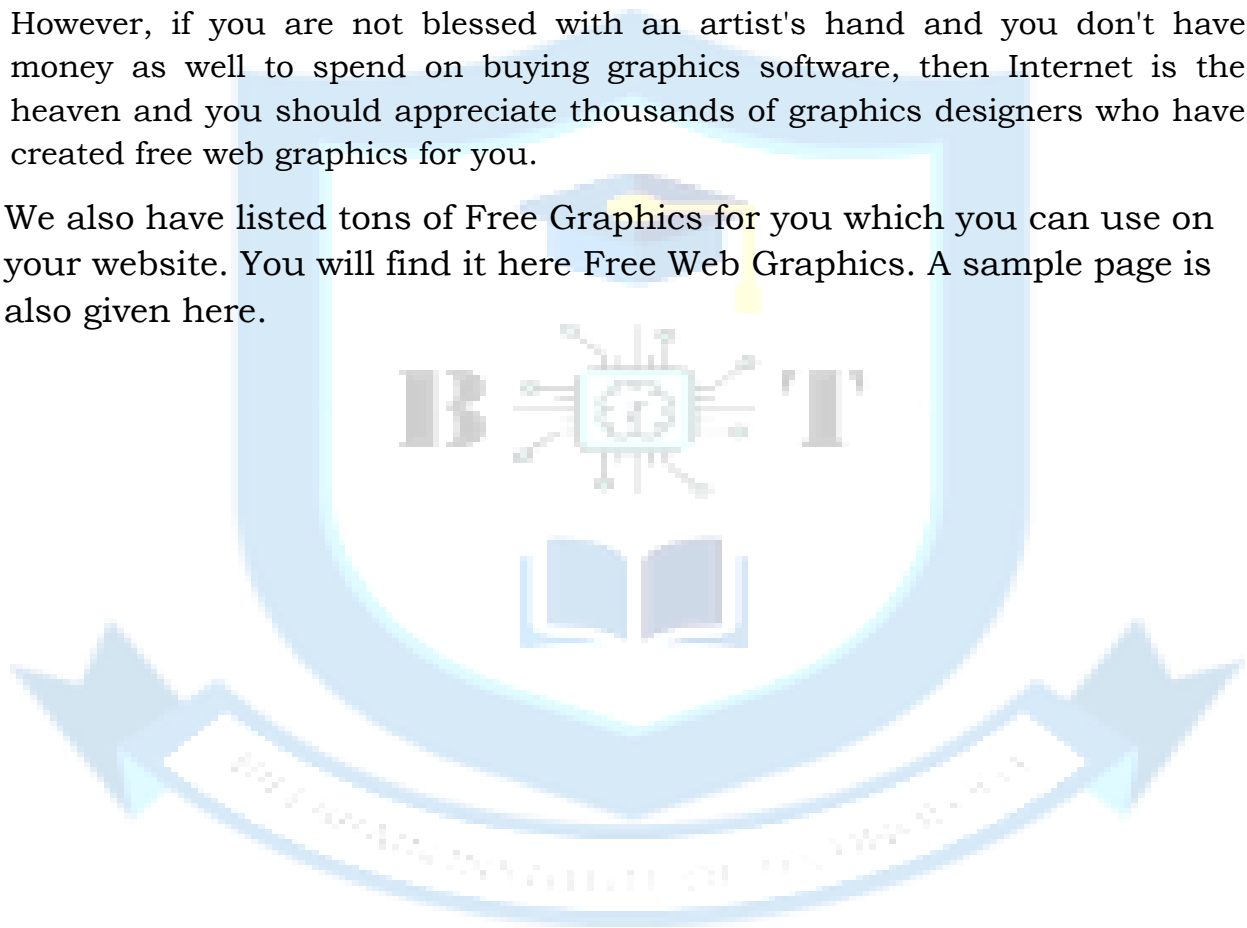 However, if you are not blessed with an artist's hand and you don't have
money as well to spend on buying graphics software, then Internet is the
heaven and you should appreciate thousands of graphics designers who have
created free web graphics for you.
We also have listed tons of Free Graphics for you which you can use on
your website. You will find it here Free Web Graphics. A sample page is
also given here.
B T